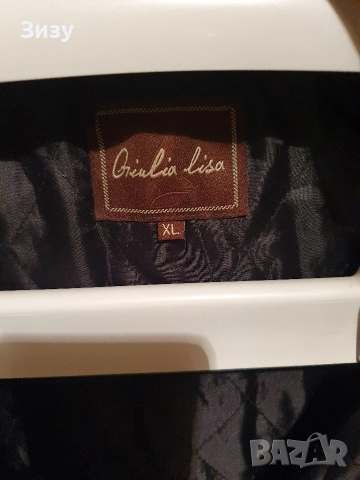 Зизу
Giulia lisa
XL
BAZAR